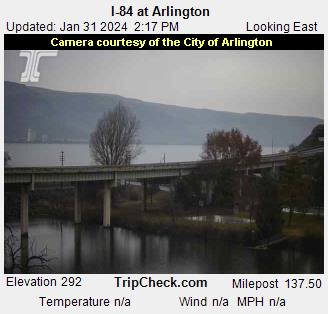 I-84 at Arlington
Updated: Jan 31 2024 2:17 PM Looking East
Camera courtesy of the City of Arlington
Elevation 292 TripCheck.com Milepost 137.50
Temperature n/a Wind n/a MPH n/a